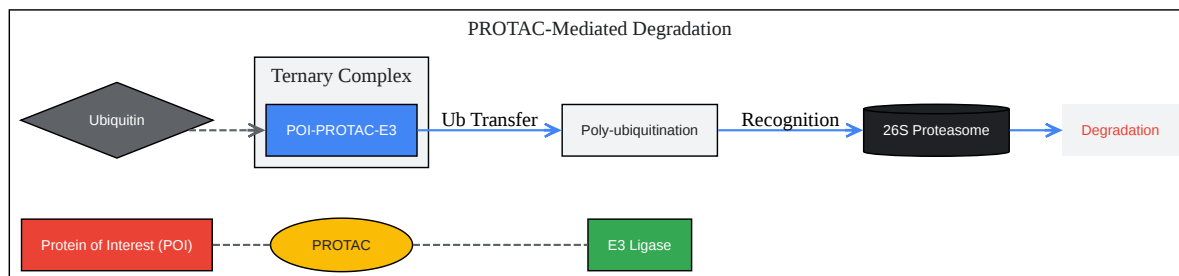 PROTAC-Mediated Degradation
Ternary Complex
Ubiquitin
POI-PROTAC-E3
Ub Transfer
Poly-ubiquitination
Recognition
26S Proteasome
Degradation
Protein of Interest (POI)
PROTAC
E3 Ligase